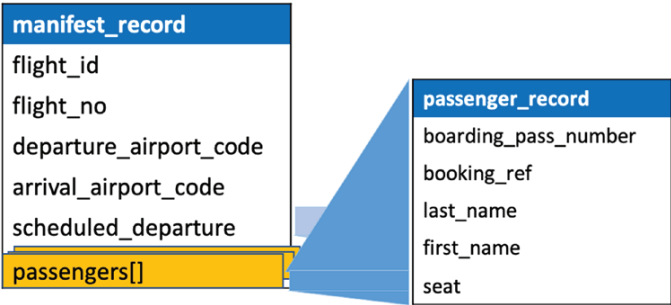 manifest_record
flight_id
flight_no
departure_airport_code
arrival_airport_code
scheduled_departure
passengers[]
passenger_record
boarding_pass_number
booking_ref
last_name
first_name
seat